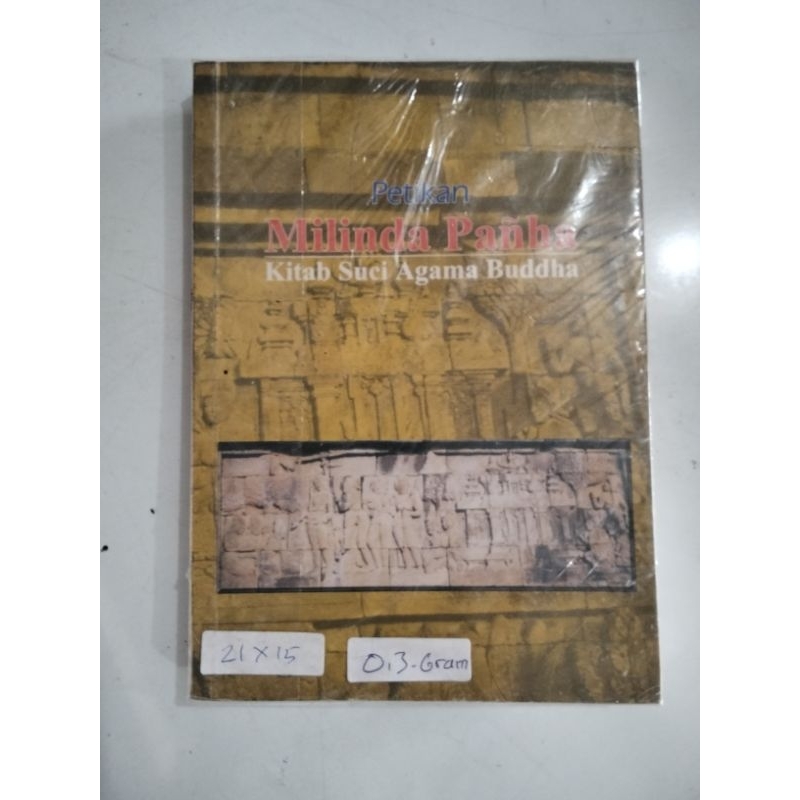 Petikan
Milinda Pañha
Kitab Suci Agama Buddha
21 x 15
0,3-Gram